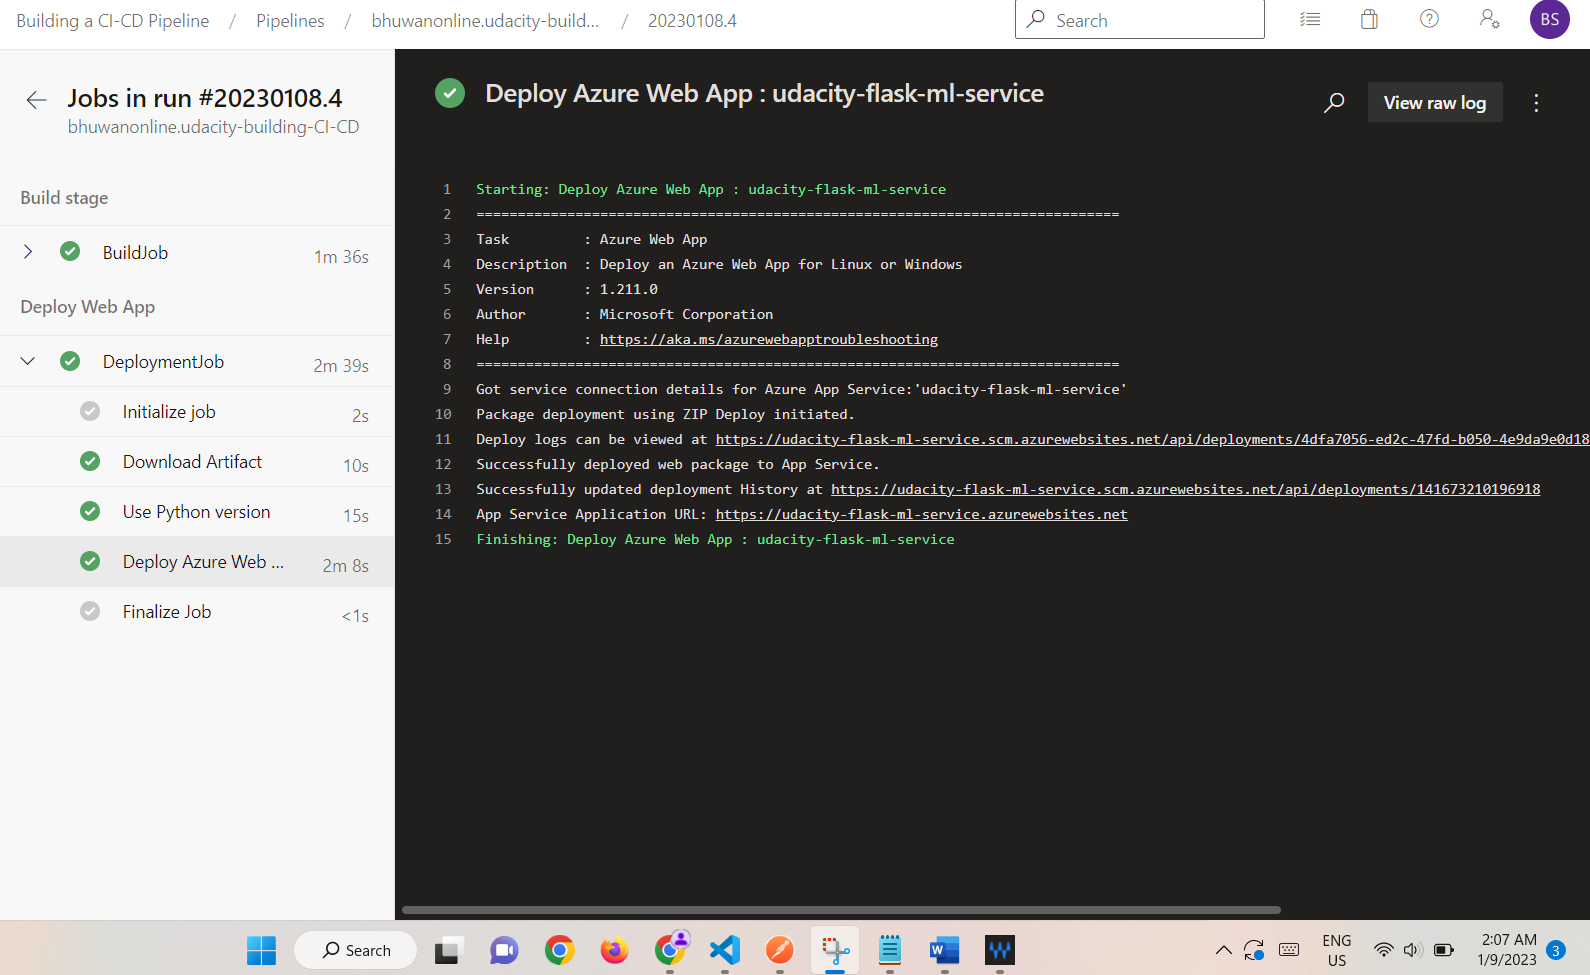 Building a CI-CD Pipeline / Pipelines / bhuwanonline.udacity-build... / 20230108.4
Search
BS
Jobs in run #20230108.4
bhuwanonline.udacity-building-CI-CD
Build stage
BuildJob 1m 36s
Deploy Web App
DeploymentJob 2m 39s
Initialize job 2s
Download Artifact 10s
Use Python version 15s
Deploy Azure Web ... 2m 8s
Finalize Job <1s
Deploy Azure Web App : udacity-flask-ml-service
View raw log
1 Starting: Deploy Azure Web App : udacity-flask-ml-service
2 ==============================================================================
3 Task         : Azure Web App
4 Description  : Deploy an Azure Web App for Linux or Windows
5 Version      : 1.211.0
6 Author       : Microsoft Corporation
7 Help         : https://aka.ms/azurewebapptroubleshooting
8 ==============================================================================
9 Got service connection details for Azure App Service:'udacity-flask-ml-service'
10 Package deployment using ZIP Deploy initiated.
11 Deploy logs can be viewed at https://udacity-flask-ml-service.scm.azurewebsites.net/api/deployments/4dfa7056-ed2c-47fd-b050-4e9da9e0d18
12 Successfully deployed web package to App Service.
13 Successfully updated deployment History at https://udacity-flask-ml-service.scm.azurewebsites.net/api/deployments/141673210196918
14 App Service Application URL: https://udacity-flask-ml-service.azurewebsites.net
15 Finishing: Deploy Azure Web App : udacity-flask-ml-service
Search
ENG
US
2:07 AM
1/9/2023
3